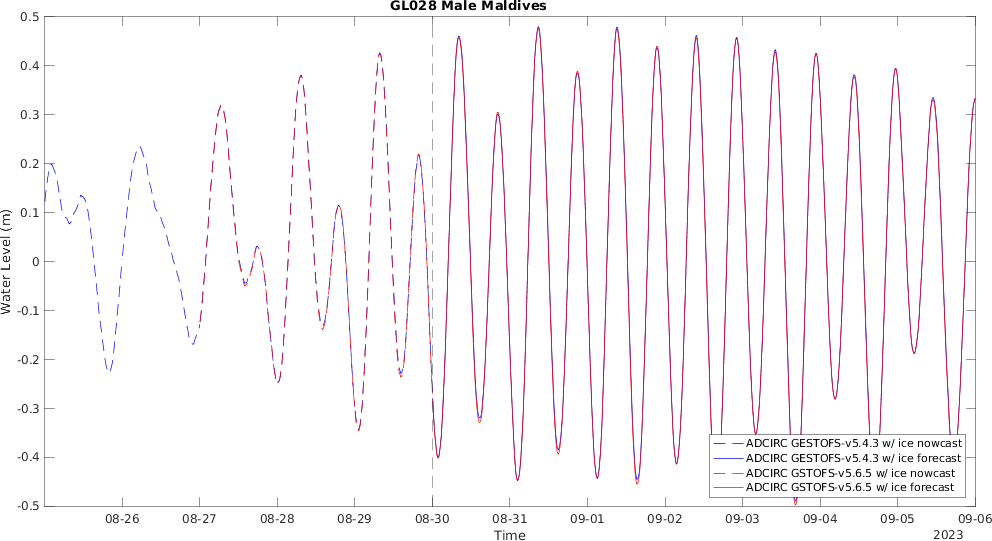 GL028 Male Maldives
Water Level (m)
0.5
0.4
0.3
0.2
0.1
0
-0.1
-0.2
-0.3
-0.4
-0.5
ADCIRC GESTOFS-v5.4.3 w/ ice nowcast
ADCIRC GESTOFS-v5.4.3 w/ ice forecast
ADCIRC GSTOFS-v5.6.5 w/ ice nowcast
ADCIRC GSTOFS-v5.6.5 w/ ice forecast
08-26 08-27 08-28 08-29 08-30 08-31 09-01 09-02 09-03 09-04 09-05 09-06
Time
2023